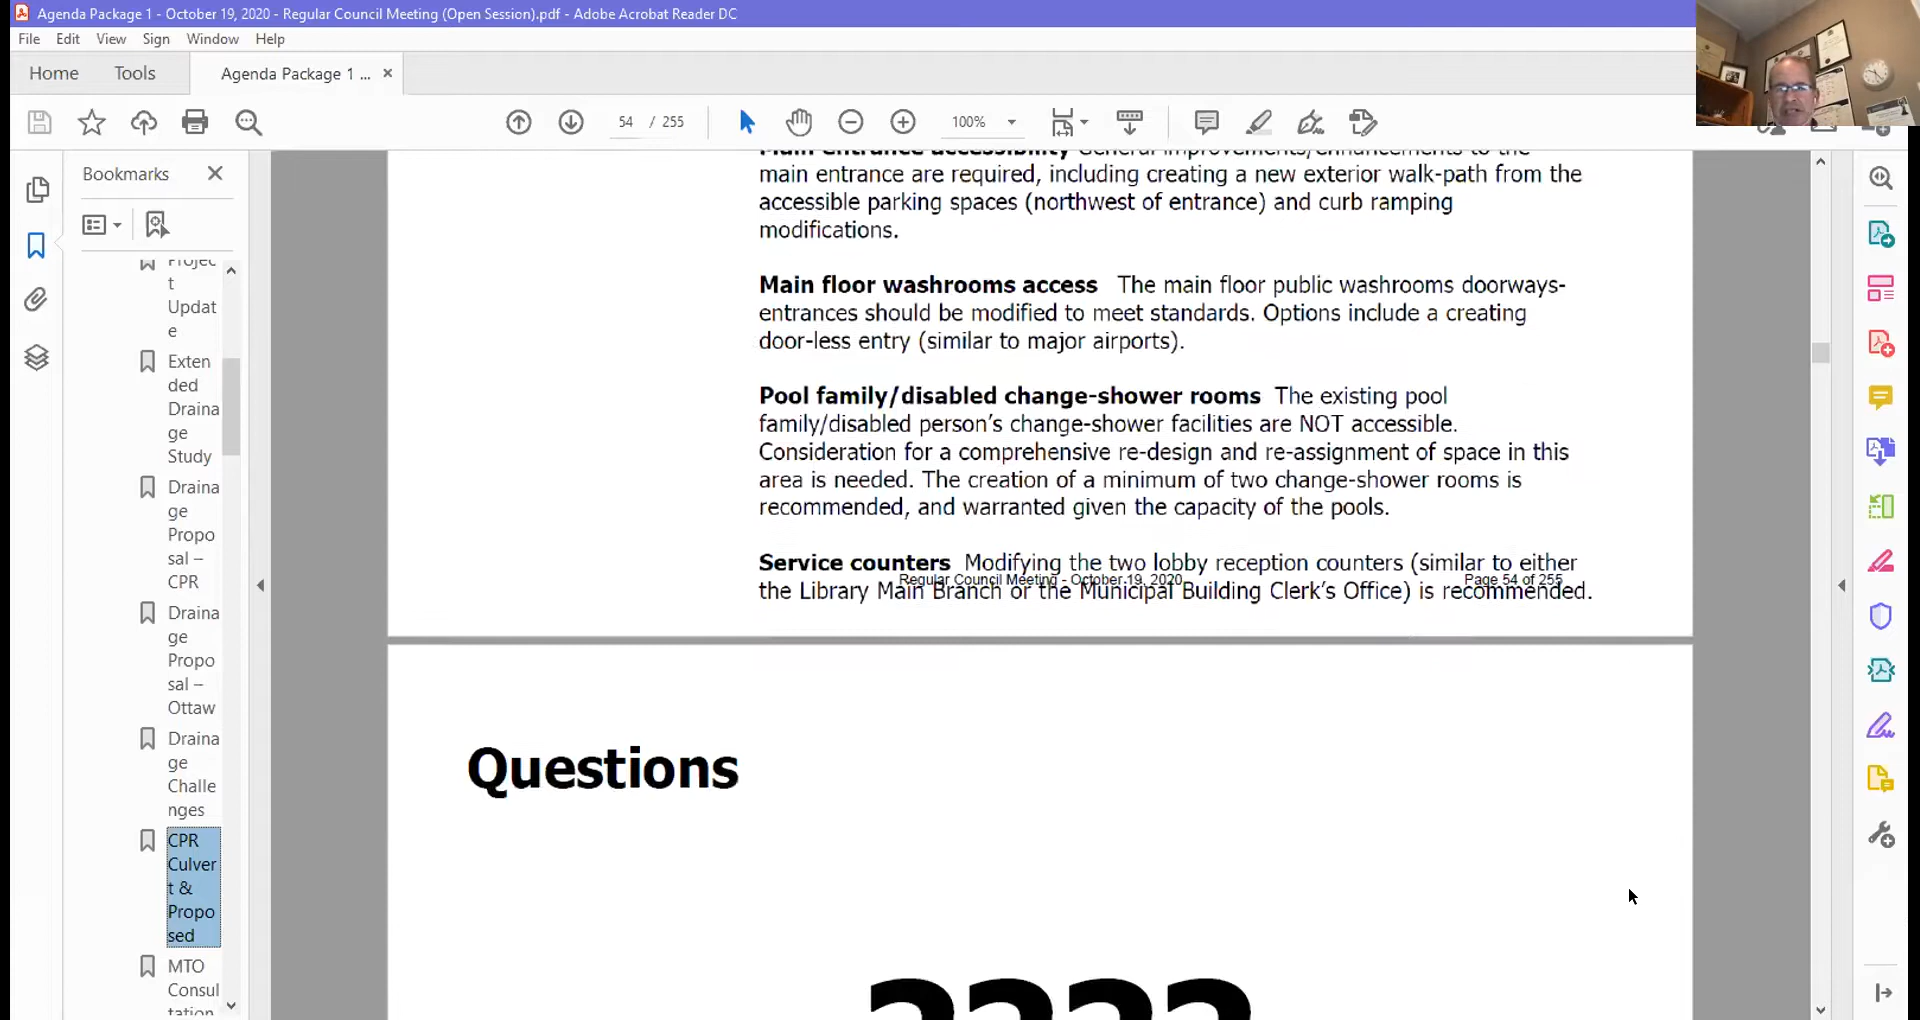 Agenda Package 1 - October 19, 2020 - Regular Council Meeting (Open Session).pdf - Adobe Acrobat Reader DC
File Edit View Sign Window Help
Home Tools Agenda Package 1 ... ×
54 / 255 100%
Bookmarks
Projec
t
Updat
e
Exten
ded
Draina
ge
Study
Draina
ge
Propo
sal –
CPR
Draina
ge
Propo
sal –
Ottaw
Draina
ge
Challe
nges
CPR
Culver
t &
Propo
sed
MTO
Consul
tation
Main entrance accessibility General improvements/enhancements to the
main entrance are required, including creating a new exterior walk-path from the
accessible parking spaces (northwest of entrance) and curb ramping
modifications.
Main floor washrooms access The main floor public washrooms doorways-
entrances should be modified to meet standards. Options include a creating
door-less entry (similar to major airports).
Pool family/disabled change-shower rooms The existing pool
family/disabled person's change-shower facilities are NOT accessible.
Consideration for a comprehensive re-design and re-assignment of space in this
area is needed. The creation of a minimum of two change-shower rooms is
recommended, and warranted given the capacity of the pools.
Service counters Modifying the two lobby reception counters (similar to either
Regular Council Meeting - October 19, 2020 Page 54 of 255
the Library Main Branch or the Municipal Building Clerk's Office) is recommended.
Questions
????